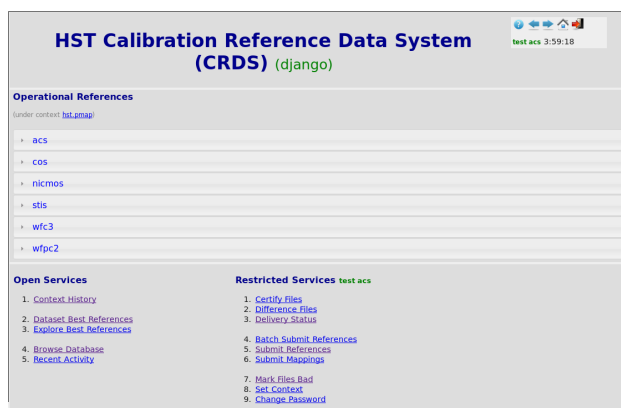 HST Calibration Reference Data System
(CRDS) (django)
test acs 3:59:18
Operational References
(under context hst.pmap)
acs
cos
nicmos
stis
wfc3
wfpc2
Open Services
1. Context History
2. Dataset Best References
3. Explore Best References
4. Browse Database
5. Recent Activity
Restricted Services test acs
1. Certify Files
2. Difference Files
3. Delivery Status
4. Batch Submit References
5. Submit References
6. Submit Mappings
7. Mark Files Bad
8. Set Context
9. Change Password